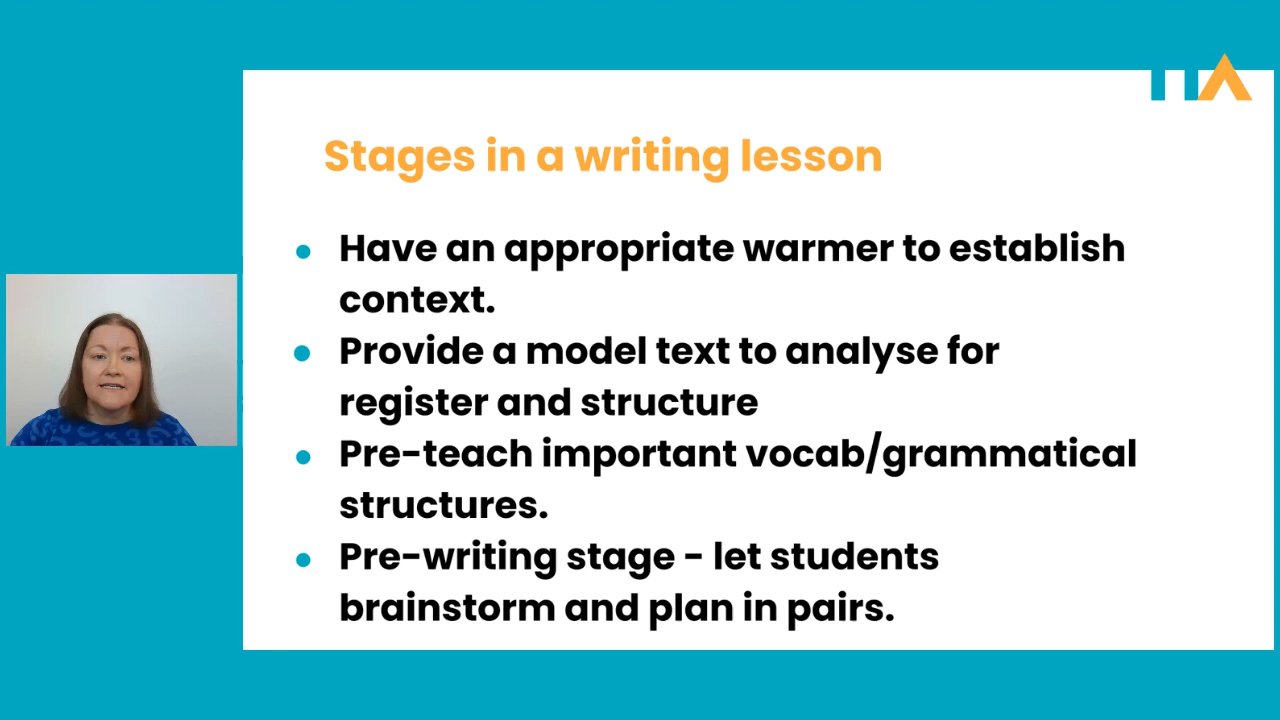 Stages in a writing lesson
• Have an appropriate warmer to establish
context.
• Provide a model text to analyse for
register and structure
• Pre-teach important vocab/grammatical
structures.
• Pre-writing stage - let students
brainstorm and plan in pairs.